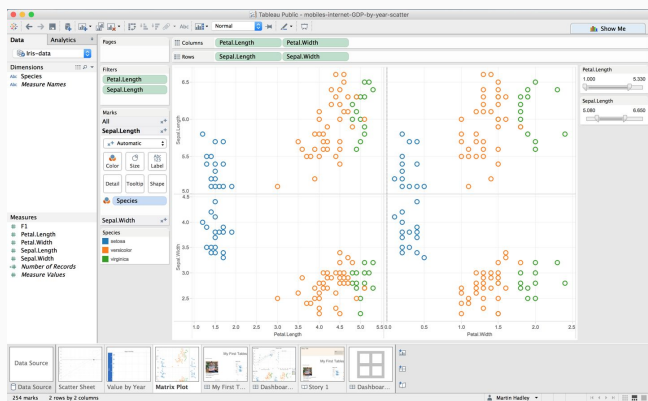 Tableau Public - mobiles-internet-GDP-by-year-scatter
Abc
Normal
Show Me
Data
Analytics
Iris-data
Dimensions
Abc Species
Abc Measure Names
Measures
# F1
# Petal.Length
# Petal.Width
# Sepal.Length
# Sepal.Width
# Number of Records
# Measure Values
Pages
Filters
Petal.Length
Sepal.Length
Marks
All
Sepal.Length
Automatic
Color Size Label
Detail Tooltip Shape
Species
Sepal.Width
Species
setosa
versicolor
virginica
Columns Petal.Length Petal.Width
Rows Sepal.Length Sepal.Width
Sepal.Length
6.5
6.0
5.5
5.0
Sepal.Width
4.5
4.0
3.5
3.0
2.5
1.0 1.5 2.0 2.5 3.0 3.5 4.0 4.5 5.0 5.5
Petal.Length
0.0 0.5 1.0 1.5 2.0 2.5
Petal.Width
Petal.Length
1.000 5.330
Sepal.Length
5.080 6.650
Data Source
My First Table
Data Source
Scatter Sheet
Value by Year
Matrix Plot
My First T...
Dashboar...
Story 1
Dashboar...
254 marks 2 rows by 2 columns
Martin Hadley